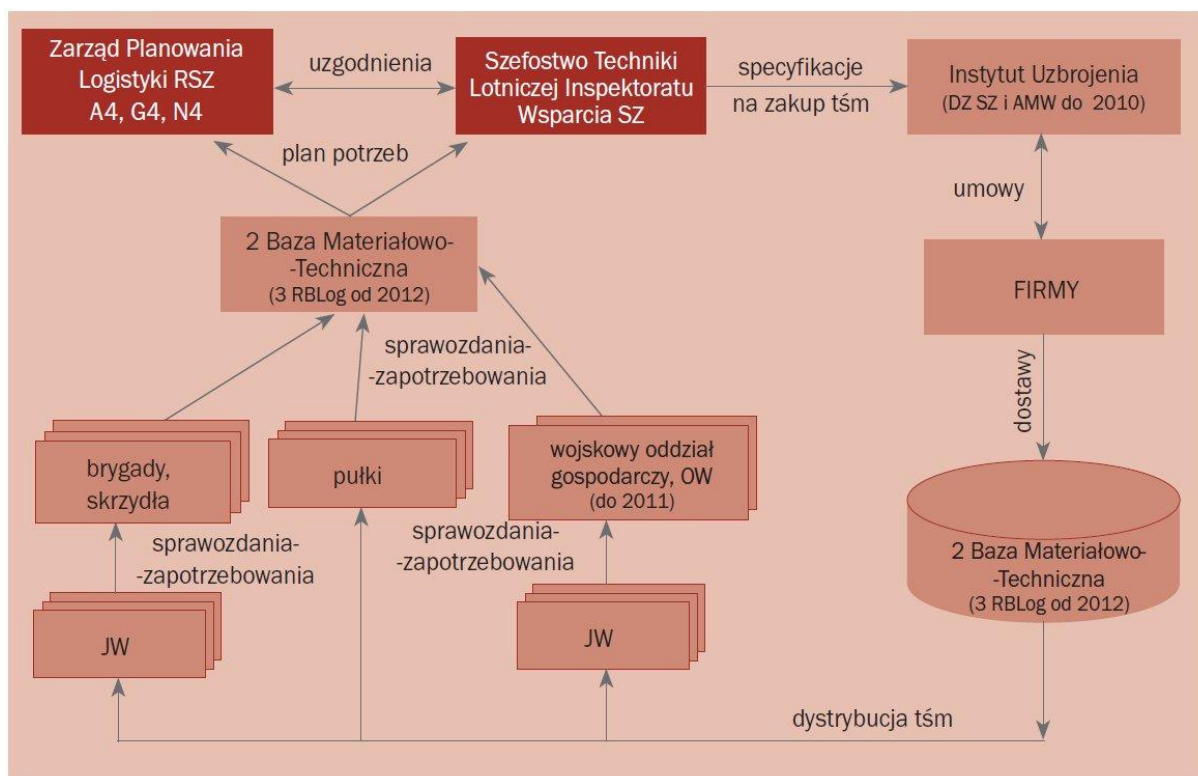 Zarząd Planowania
Logistyki RSZ
A4, G4, N4
uzgodnienia
Szefostwo Techniki
Lotniczej Inspektoratu
Wsparcia SZ
specyfikacje
na zakup tśm
Instytut Uzbrojenia
(DZ SZ i AMW do 2010)
plan potrzeb
umowy
2 Baza Materiałowo-
-Techniczna
(3 RBLog od 2012)
FIRMY
sprawozdania-
-zapotrzebowania
dostawy
brygady,
skrzydła
pułki
wojskowy oddział
gospodarczy, OW
(do 2011)
sprawozdania-
-zapotrzebowania
sprawozdania-
-zapotrzebowania
2 Baza Materiałowo-
-Techniczna
(3 RBLog od 2012)
JW
JW
dystrybucja tśm